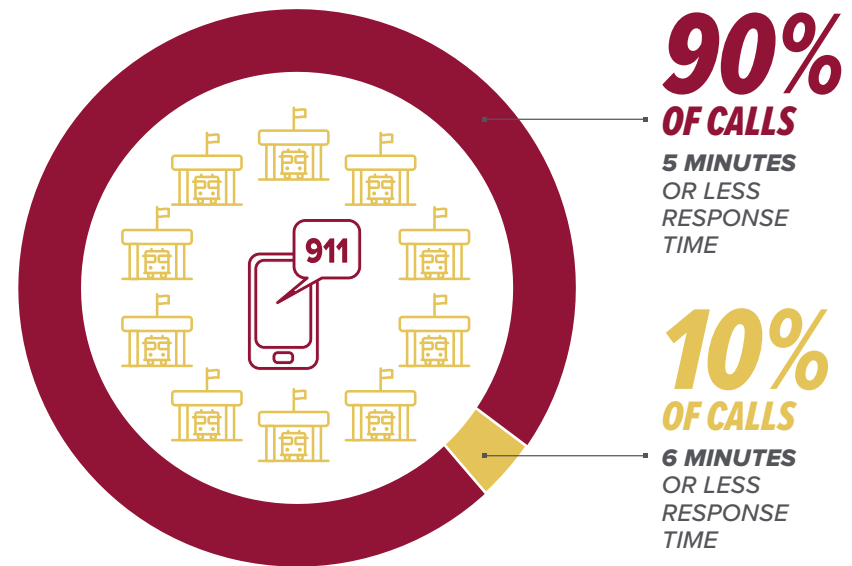 911
90%
OF CALLS
5 MINUTES
OR LESS
RESPONSE
TIME
10%
OF CALLS
6 MINUTES
OR LESS
RESPONSE
TIME